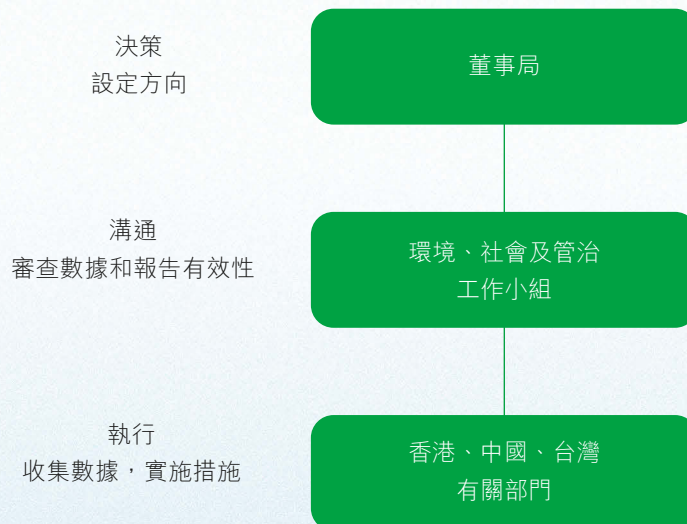 決策
設定方向
董事局
溝通
審查數據和報告有效性
環境、社會及管治
工作小組
執行
收集數據，實施措施
香港、中國、台灣
有關部門